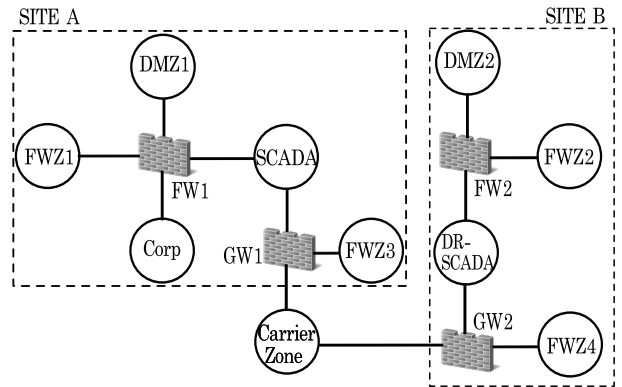 SITE A
SITE B
DMZ1
DMZ2
FWZ1
SCADA
FW1
FWZ2
FW2
Corp
GW1
FWZ3
DR-
SCADA
Carrier
Zone
GW2
FWZ4